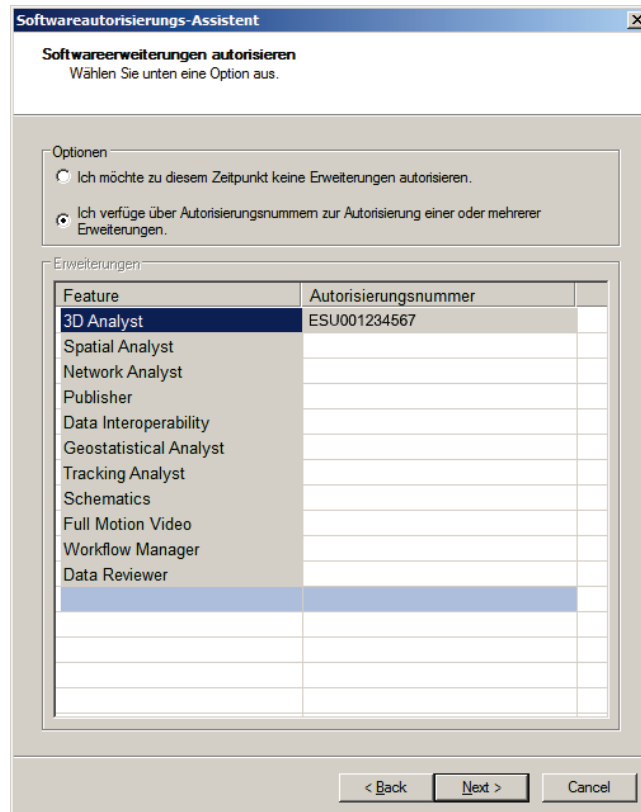 Softwareautorisierungs-Assistent
Softwareerweiterungen autorisieren
Wählen Sie unten eine Option aus.
Optionen
Ich möchte zu diesem Zeitpunkt keine Erweiterungen autorisieren.
Ich verfüge über Autorisierungsnummern zur Autorisierung einer oder mehrerer
Erweiterungen.
Erweiterungen
Feature Autorisierungsnummer
3D Analyst ESU001234567
Spatial Analyst
Network Analyst
Publisher
Data Interoperability
Geostatistical Analyst
Tracking Analyst
Schematics
Full Motion Video
Workflow Manager
Data Reviewer
< Back Next > Cancel